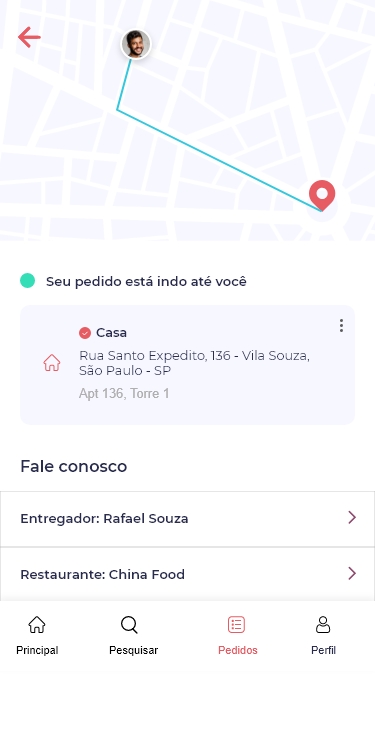 Seu pedido está indo até você
Casa
Rua Santo Expedito, 136 - Vila Souza,
São Paulo - SP
Apt 136, Torre 1
Fale conosco
Entregador: Rafael Souza
Restaurante: China Food
Principal
Pesquisar
Pedidos
Perfil